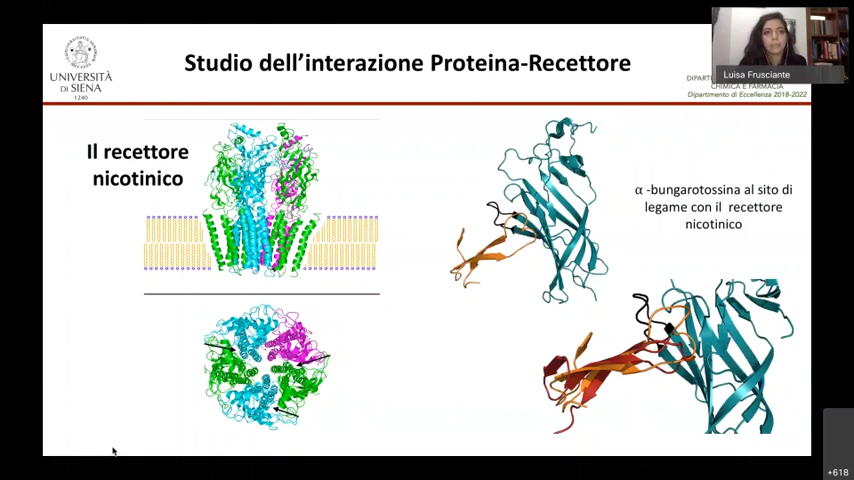 Studio dell'interazione Proteina-Recettore
UNIVERSITÀ
DI SIENA
1240
Luisa Frusciante
CHIMICA E FARMACIA
Dipartimento di Eccellenza 2018-2022
Il recettore
nicotinico
α -bungarotossina al sito di
legame con il recettore
nicotinico
+618